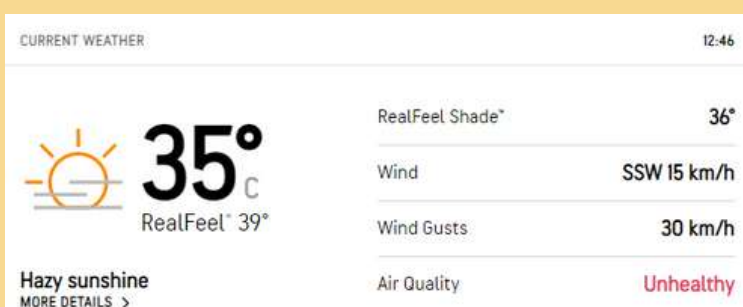 CURRENT WEATHER 12:46
35°C
RealFeel® 39°
Hazy sunshine
MORE DETAILS >
RealFeel Shade™ 36°
Wind SSW 15 km/h
Wind Gusts 30 km/h
Air Quality Unhealthy